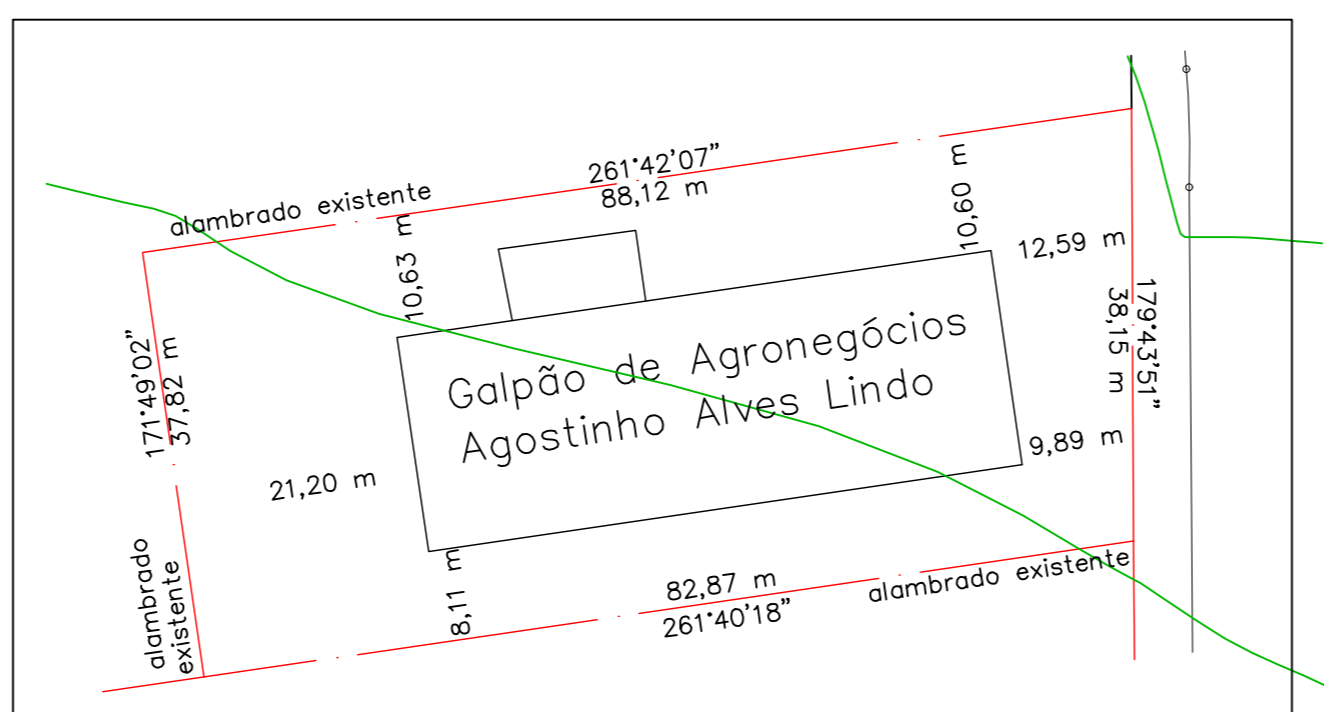 261°42'07"
88,12 m
alambrado existente
10,63 m
10,60 m
12,59 m
179°43'51"
38,15 m
171°49'02"
37,82 m
Galpão de Agronegócios
Agostinho Alves Lindo
9,89 m
21,20 m
alambrado
existente
8,11 m
82,87 m
261°40'18"
alambrado existente